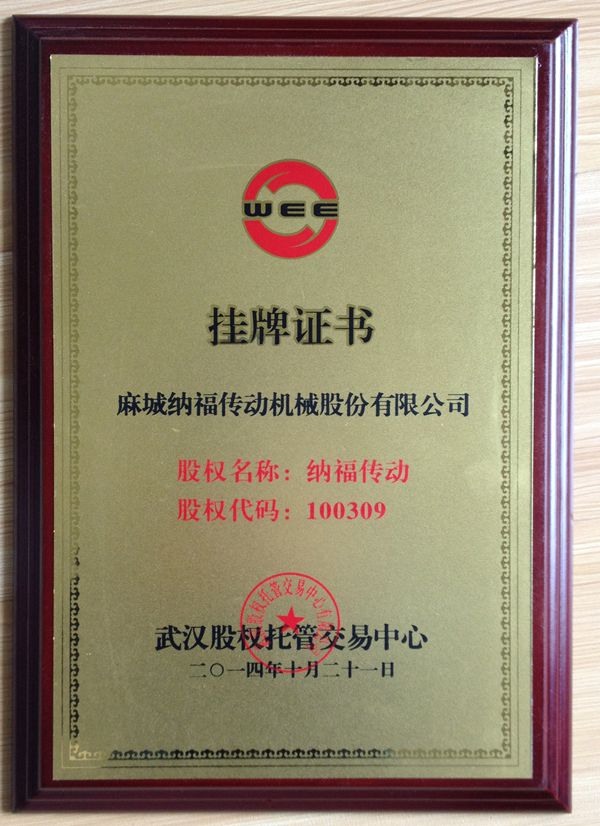 WEE
挂牌证书
麻城纳福传动机械股份有限公司
股权名称：纳福传动
股权代码：100309
武汉股权托管交易中心
二〇一四年十月二十一日